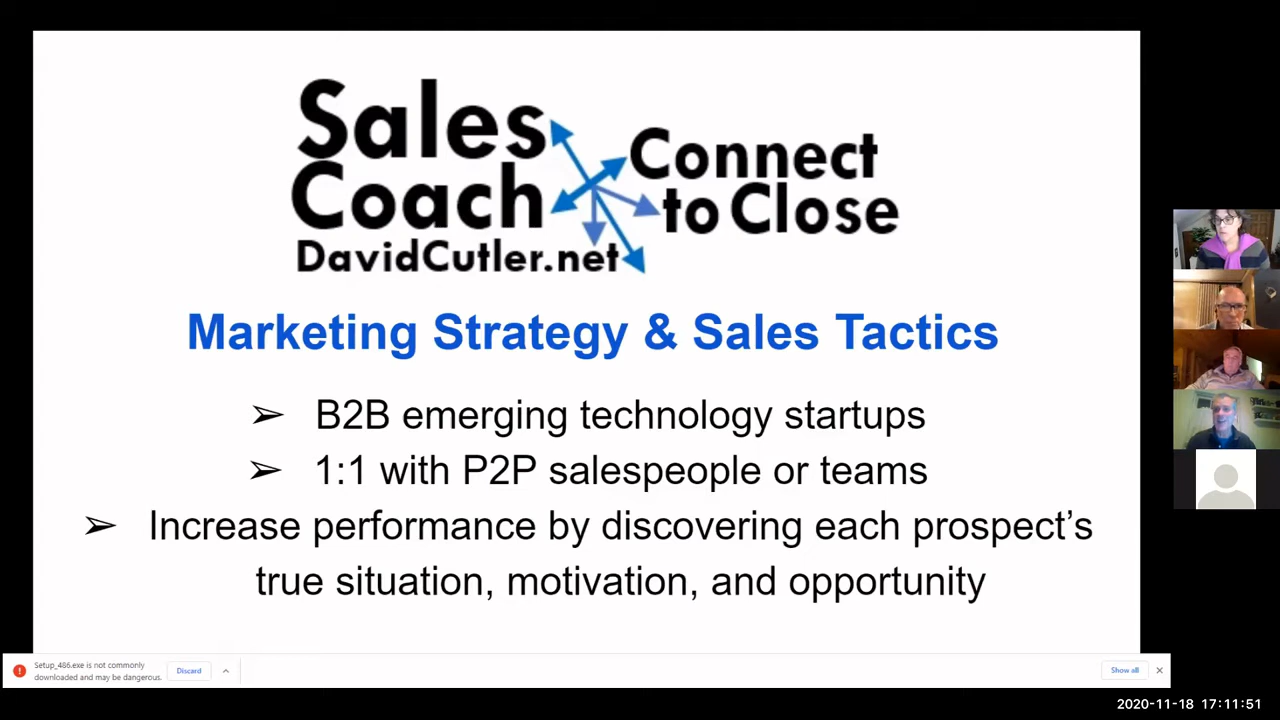 Sales
Coach
DavidCutler.net
Connect
to Close
Marketing Strategy & Sales Tactics
➢ B2B emerging technology startups
➢ 1:1 with P2P salespeople or teams
➢ Increase performance by discovering each prospect's
true situation, motivation, and opportunity
Setup_486.exe is not commonly
downloaded and may be dangerous.
Discard
Show all
2020-11-18 17:11:51